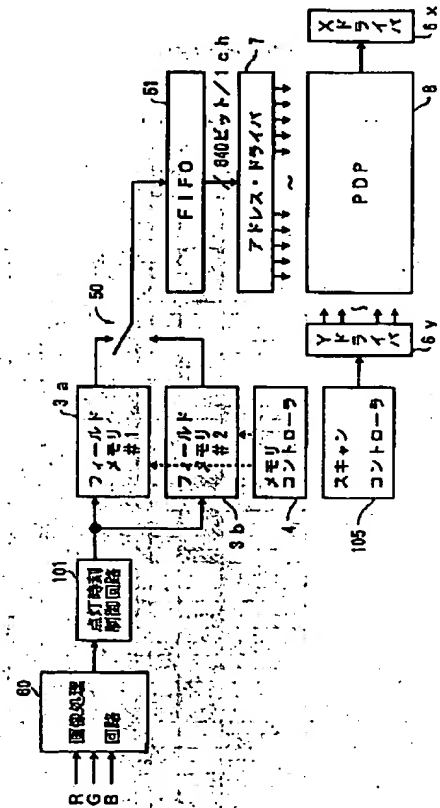 R
G
B
60
画像処理
回路
101
点灯時刻
制御回路
3a
フィールド
メモリ
#1
フィールド
メモリ
#2
3b
メモリ
コントローラ
4
50
51
FIFO
640ビット/1ch
7
アドレス・ドライバ
~
スキャン
コントローラ
105
Yドライバ
6y
~
PDP
8
Xドライバ
6x